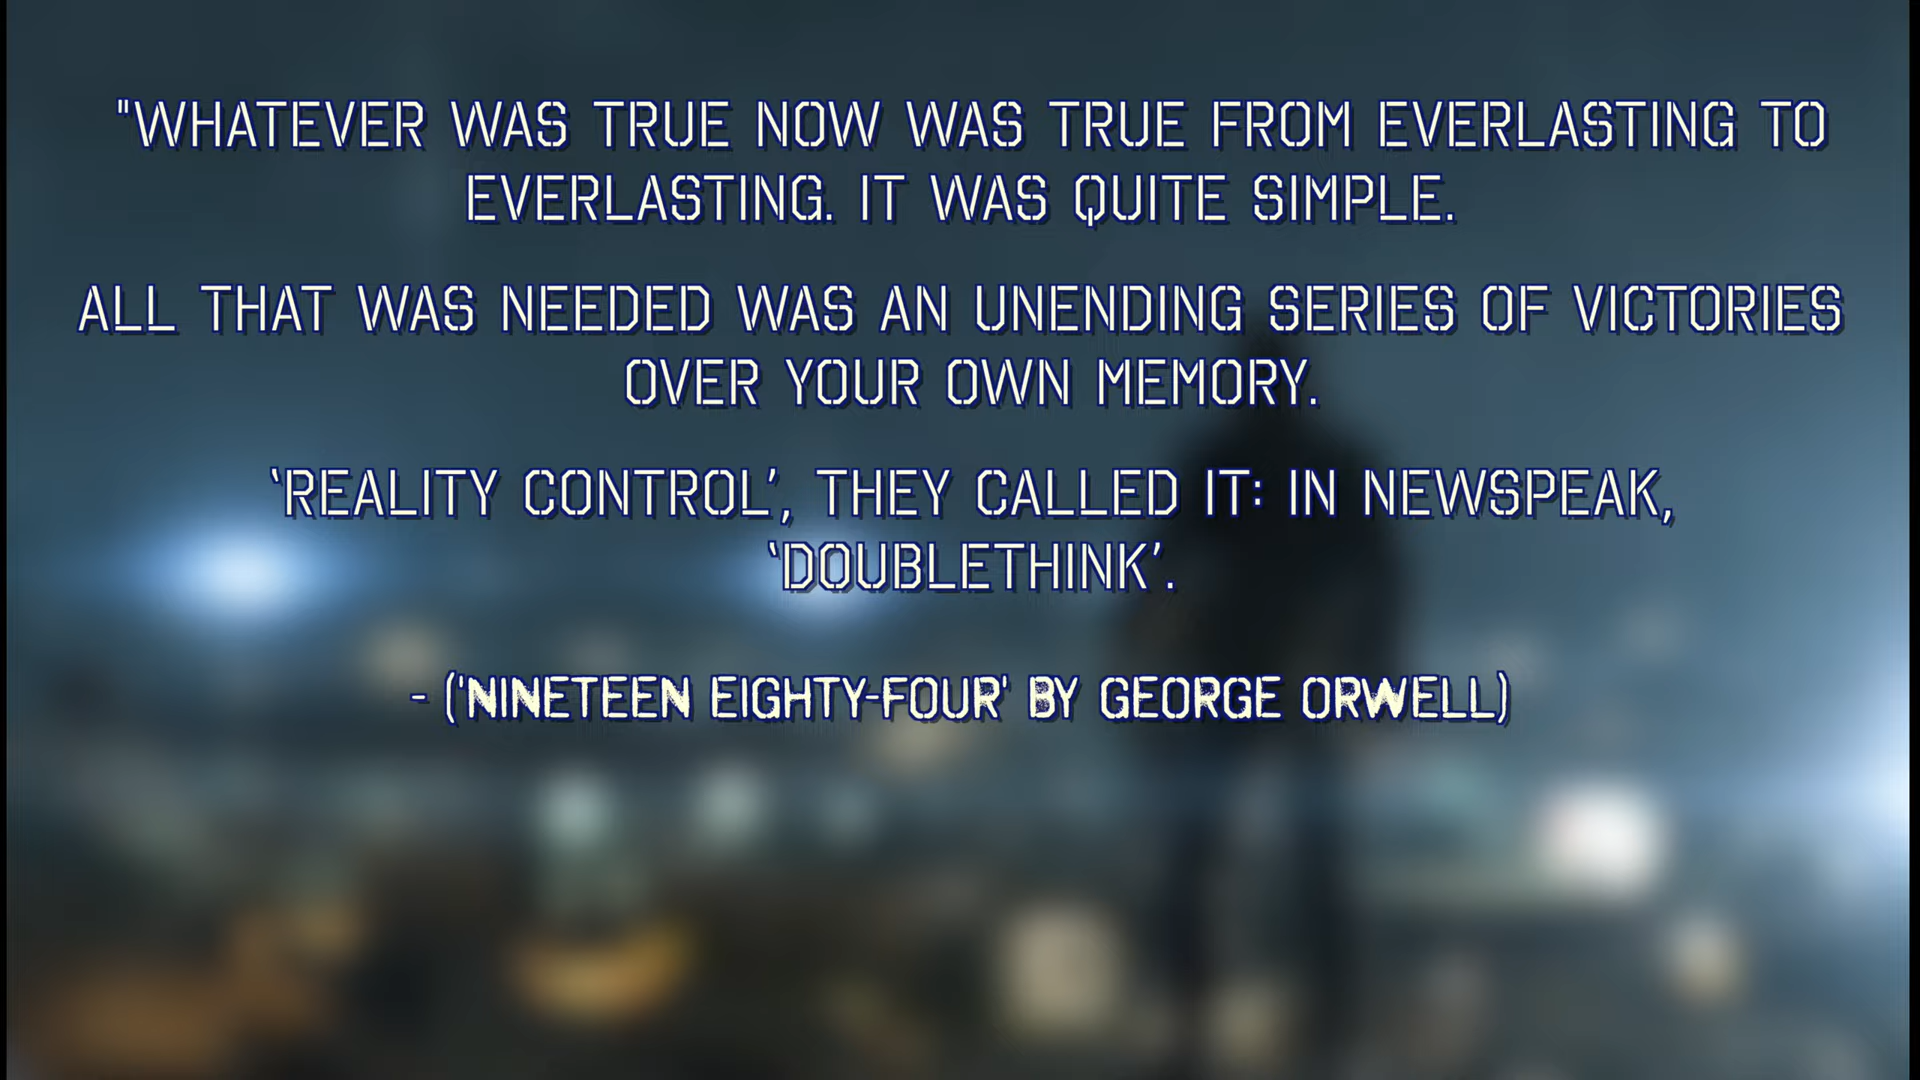 "WHATEVER WAS TRUE NOW WAS TRUE FROM EVERLASTING TO
EVERLASTING. IT WAS QUITE SIMPLE.
ALL THAT WAS NEEDED WAS AN UNENDING SERIES OF VICTORIES
OVER YOUR OWN MEMORY.
‘REALITY CONTROL’, THEY CALLED IT: IN NEWSPEAK,
‘DOUBLETHINK’.
- ('NINETEEN EIGHTY-FOUR' BY GEORGE ORWELL)